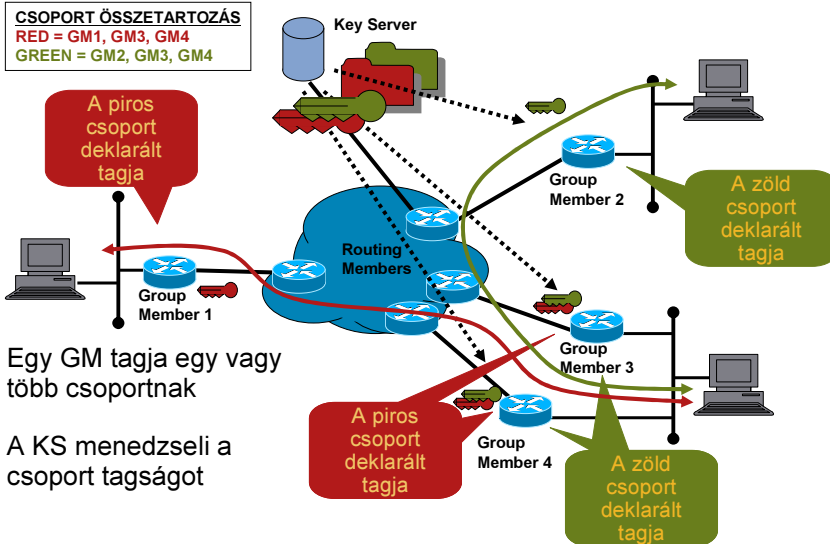 CSOPORT ÖSSZETARTOZÁS
RED = GM1, GM3, GM4
GREEN = GM2, GM3, GM4
Key Server
A piros
csoport
deklarált
tagja
Group
Member 2
A zöld
csoport
deklarált
tagja
Routing
Members
Group
Member 1
Group
Member 3
Egy GM tagja egy vagy
több csoportnak
A piros
csoport
deklarált
tagja
Group
Member 4
A KS menedzseli a
csoport tagságot
A zöld
csoport
deklarált
tagja